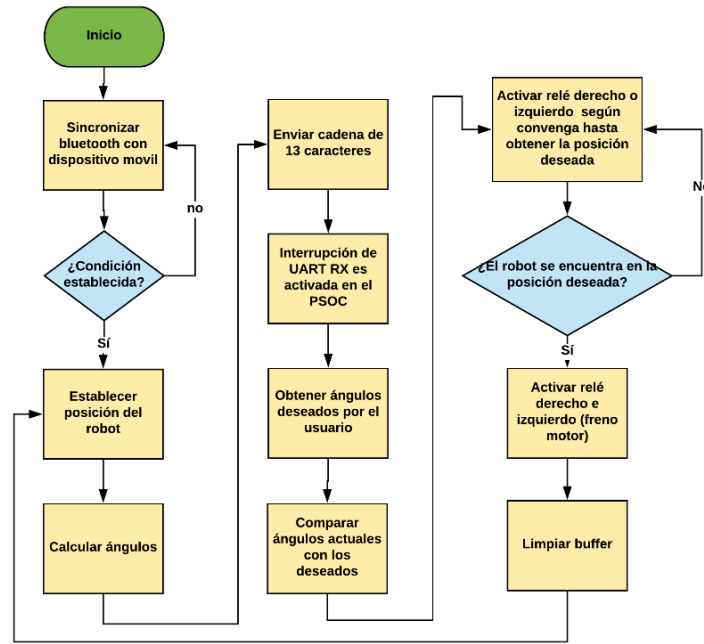 Inicio
Sincronizar
bluetooth con
dispositivo movil
no
¿Condición
establecida?
Sí
Establecer
posición del
robot
Calcular ángulos
Enviar cadena de
13 caracteres
Interrupción de
UART RX es
activada en el
PSOC
Obtener ángulos
deseados por el
usuario
Comparar
ángulos actuales
con los
deseados
Activar relé derecho o
izquierdo según
convenga hasta
obtener la posición
deseada
No
¿El robot se encuentra en la
posición deseada?
Sí
Activar relé
derecho e
izquierdo (freno
motor)
Limpiar buffer